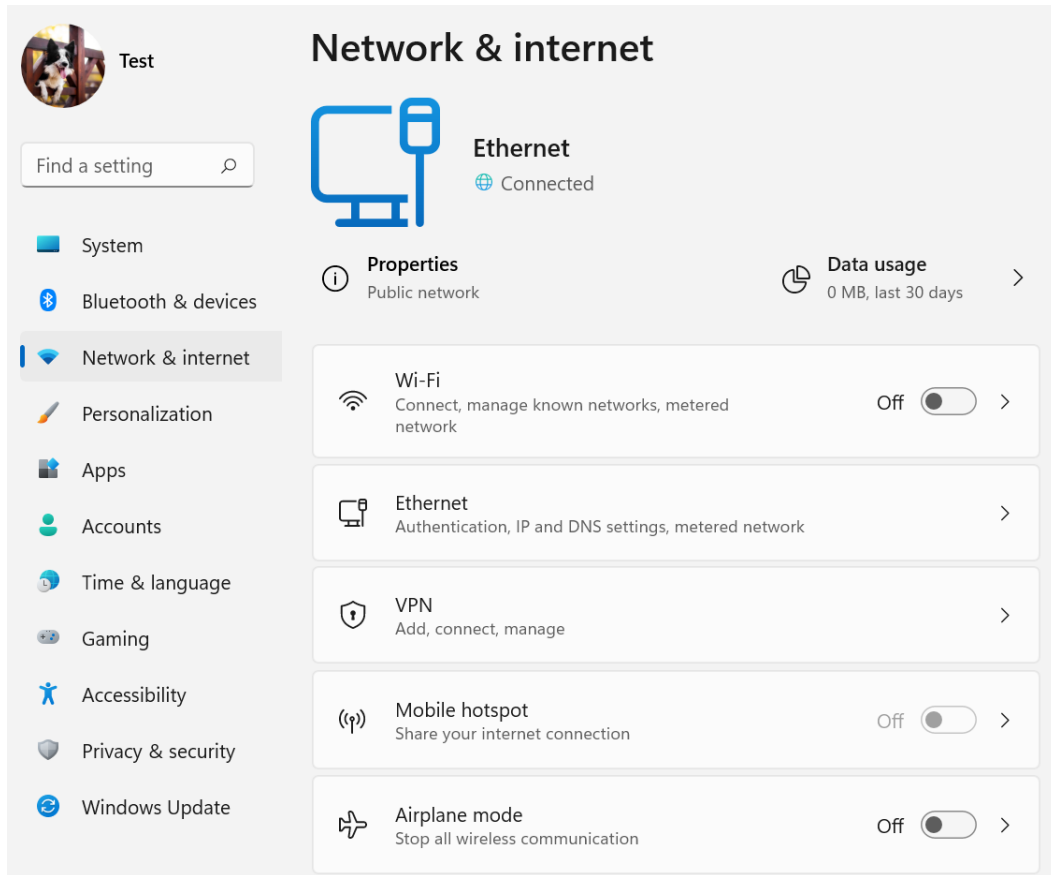 Test
Find a setting
System
Bluetooth & devices
Network & internet
Personalization
Apps
Accounts
Time & language
Gaming
Accessibility
Privacy & security
Windows Update
Network & internet
Ethernet
Connected
Properties
Public network
Data usage
0 MB, last 30 days
Wi-Fi
Connect, manage known networks, metered
network
Off
Ethernet
Authentication, IP and DNS settings, metered network
VPN
Add, connect, manage
Mobile hotspot
Share your internet connection
Off
Airplane mode
Stop all wireless communication
Off